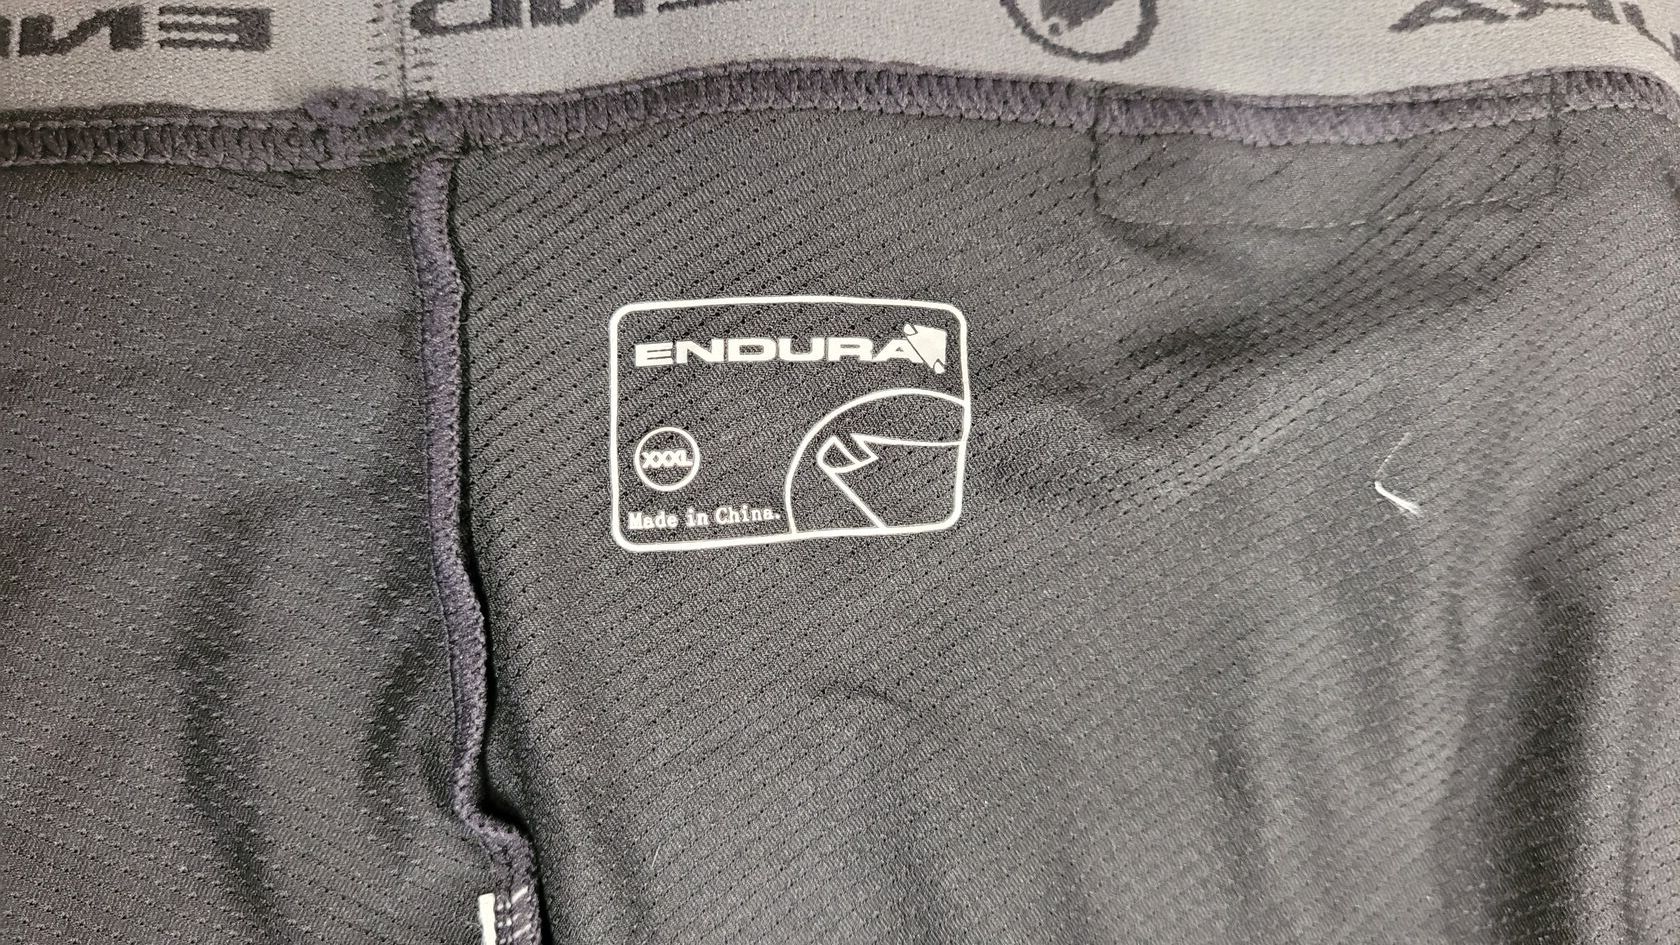 ENDURA
XXXL
Made in China.